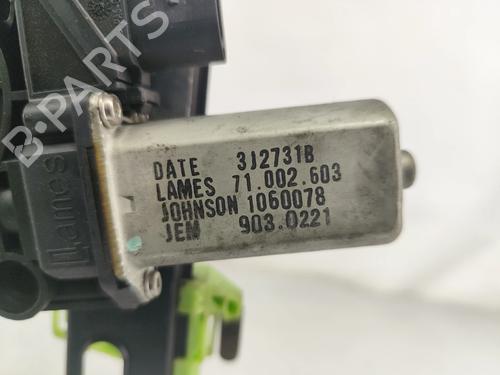 B-PARTS
DATE 3J2731B
LAMES 71.002.603
JOHNSON 1060078
JEM 903.0221
Lames